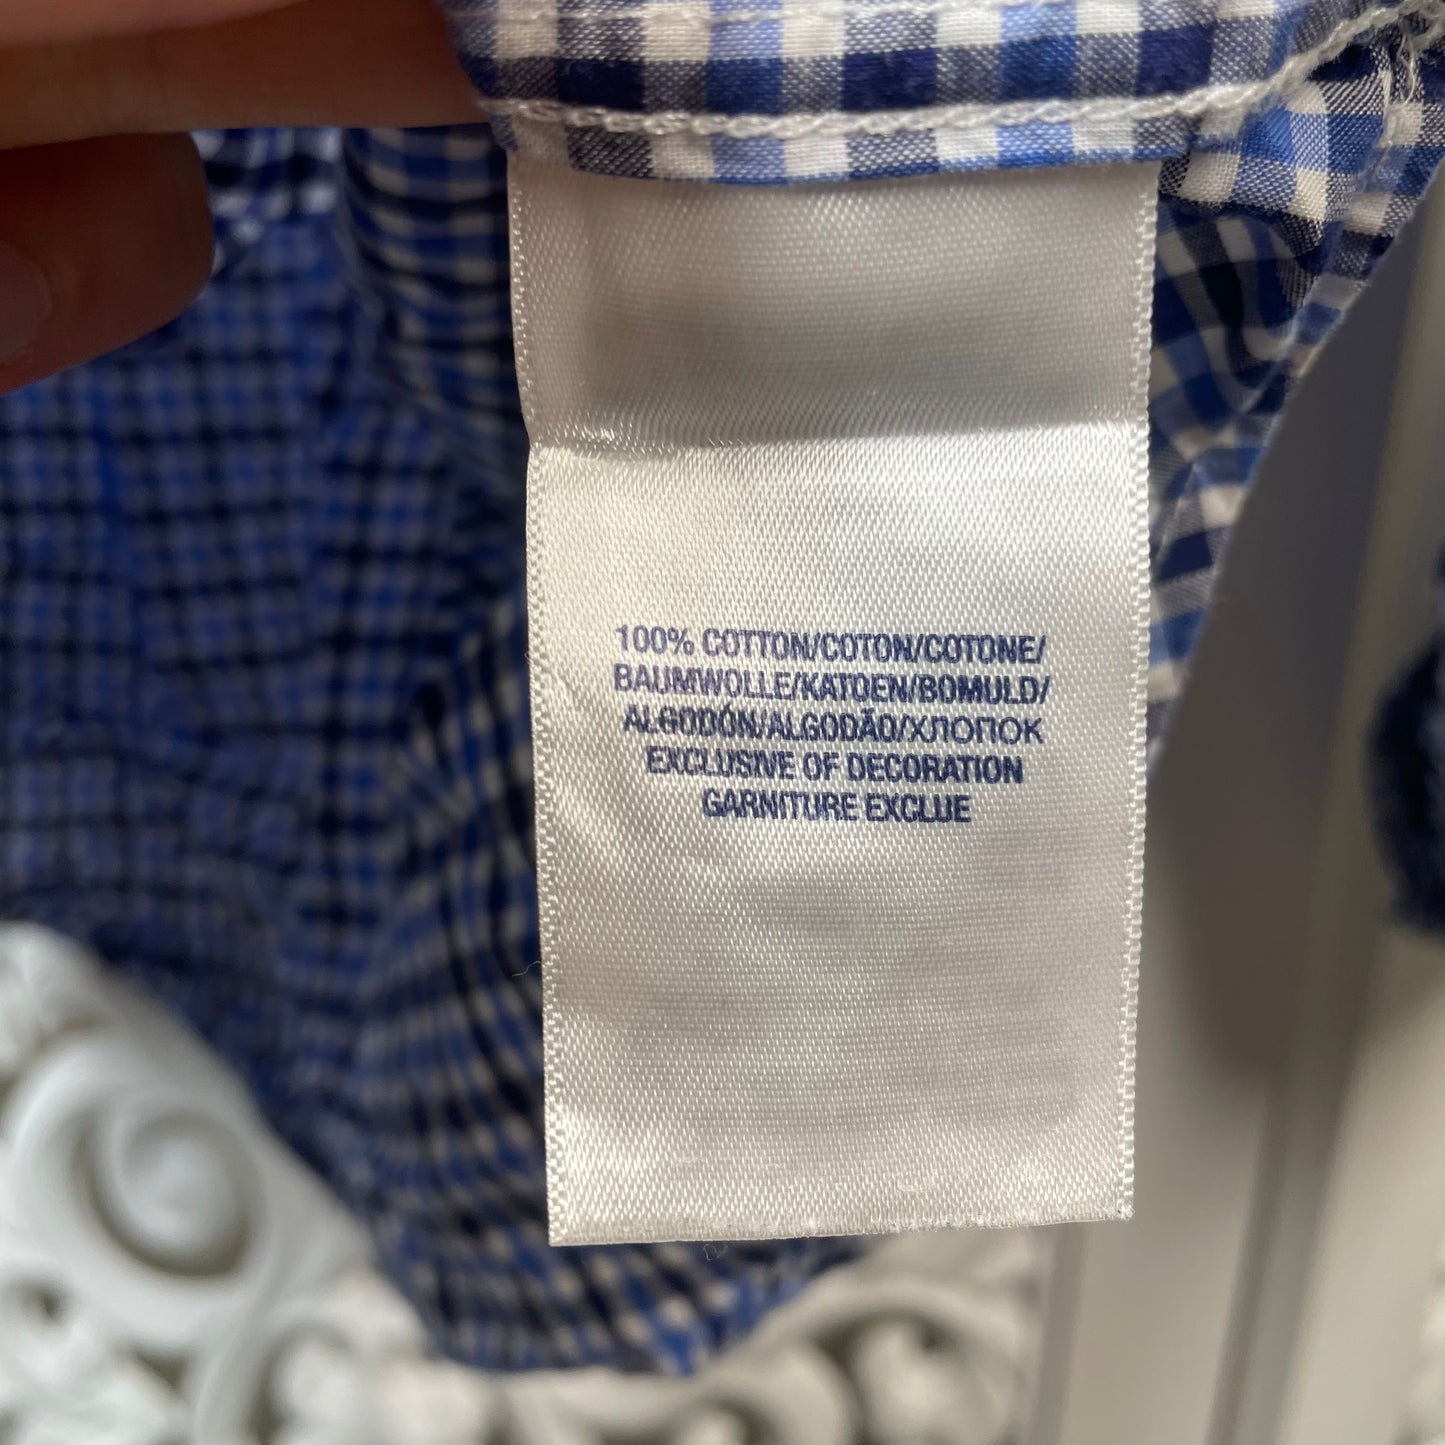 100% COTTON/COTON/COTONE/
BAUMWOLLE/KATOEN/BOMULD/
ALGODÓN/ALGODÃO/ХЛОПОК
EXCLUSIVE OF DECORATION
GARNITURE EXCLUE